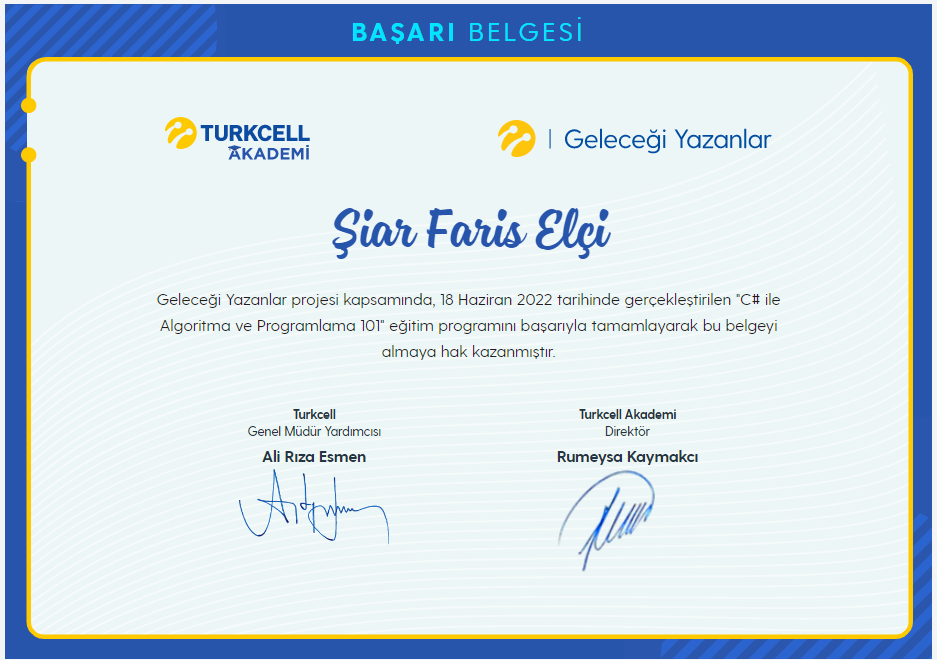 BAŞARI BELGESİ
TURKCELL
AKADEMİ
Geleceği Yazanlar
Şiar Faris Elçi
Geleceği Yazanlar projesi kapsamında, 18 Haziran 2022 tarihinde gerçekleştirilen "C# ile
Algoritma ve Programlama 101" eğitim programını başarıyla tamamlayarak bu belgeyi
almaya hak kazanmıştır.
Turkcell
Genel Müdür Yardımcısı
Ali Rıza Esmen
Turkcell Akademi
Direktör
Rumeysa Kaymakcı